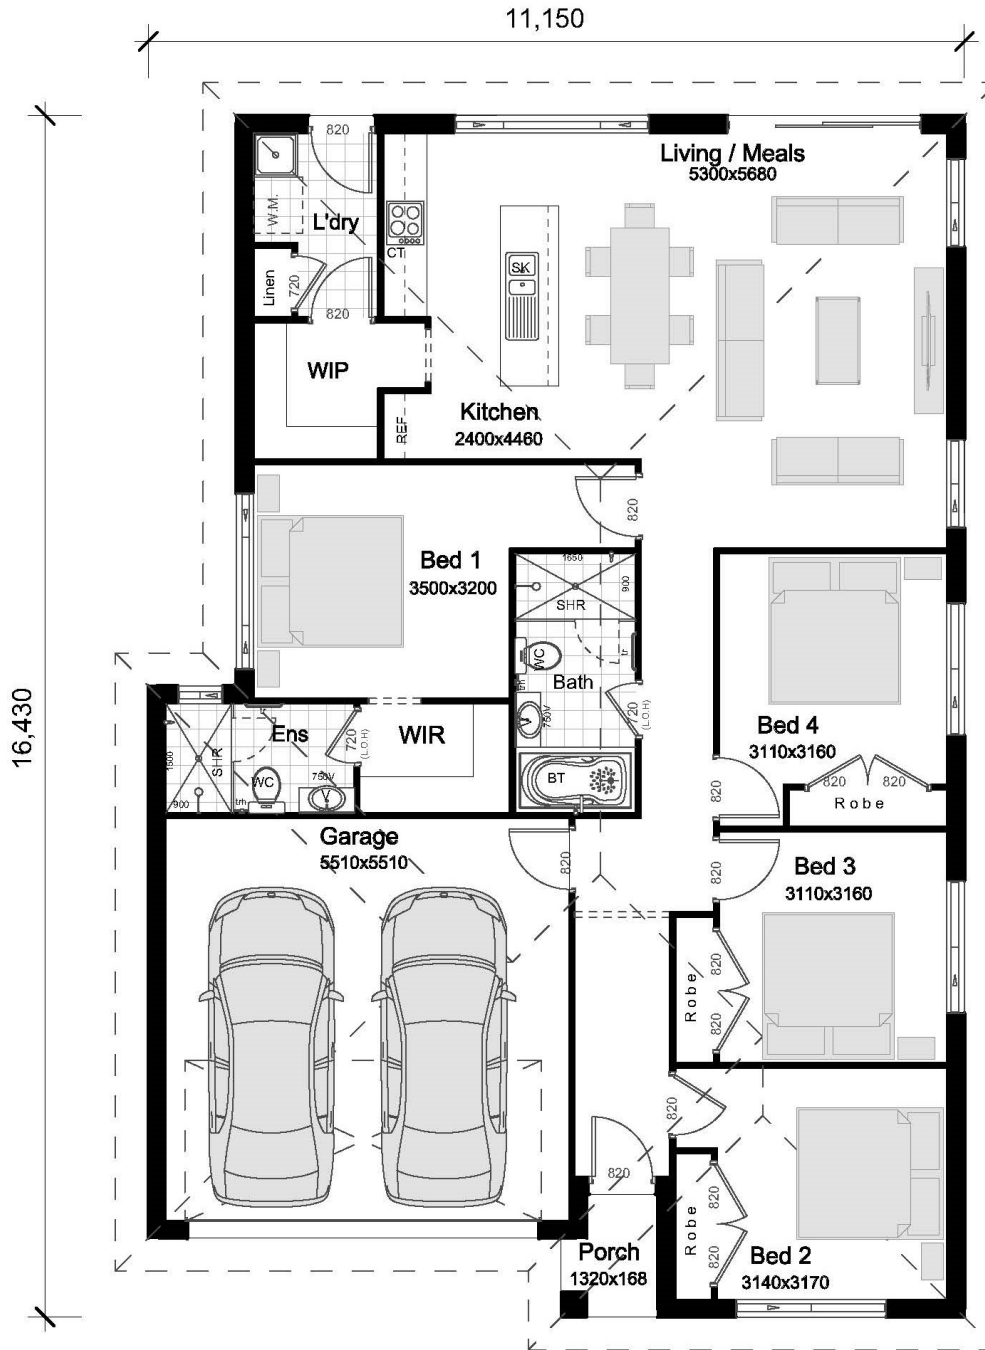 11,150
16,430
820
W.M.
L'dry
Linen
720
820
CT
SK
Living / Meals
5300x5680
WIP
REF
Kitchen
2400x4460
820
Bed 1
3500x3200
1650
900
SHR
WC
tr
trh
Bath
V
750V
720
(L.O.H)
BT
Bed 4
3110x3160
820
820
820
Robe
Ens
720
(L.O.H)
WIR
1500
SHR
900
WC
trh
750V
V
Garage
5510x5510
820
820
Bed 3
3110x3160
820
Robe
820
820
820
Robe
820
820
Porch
1320x168
Bed 2
3140x3170